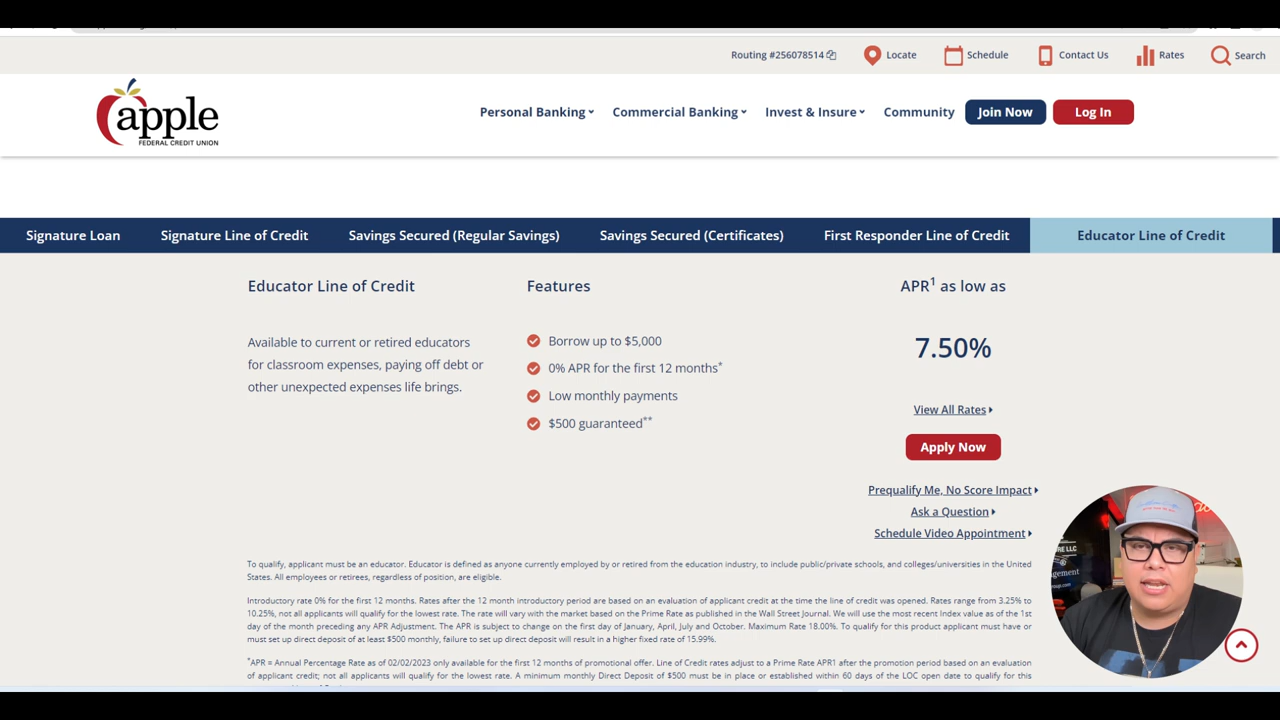 Routing #256078514
Locate
Schedule
Contact Us
Rates
Search
apple
FEDERAL CREDIT UNION
Personal Banking
Commercial Banking
Invest & Insure
Community
Join Now
Log In
Signature Loan
Signature Line of Credit
Savings Secured (Regular Savings)
Savings Secured (Certificates)
First Responder Line of Credit
Educator Line of Credit
Educator Line of Credit
Available to current or retired educators
for classroom expenses, paying off debt or
other unexpected expenses life brings.
Features
Borrow up to $5,000
0% APR for the first 12 months*
Low monthly payments
$500 guaranteed**
APR1 as low as
7.50%
View All Rates
Apply Now
Prequalify Me, No Score Impact
Ask a Question
Schedule Video Appointment
To qualify, applicant must be an educator. Educator is defined as anyone currently employed by or retired from the education industry, to include public/private schools, and colleges/universities in the United
States. All employees or retirees, regardless of position, are eligible.
Introductory rate 0% for the first 12 months. Rates after the 12 month introductory period are based on an evaluation of applicant credit at the time the line of credit was opened. Rates range from 3.25% to
10.25%, not all applicants will qualify for the lowest rate. The rate will vary with the market based on the Prime Rate as published in the Wall Street Journal. We will use the most recent Index value as of the 1st
day of the month preceding any APR Adjustment. The APR is subject to change on the first day of January, April, July and October. Maximum Rate 18.00%. To qualify for this product applicant must have or
must set up direct deposit of at least $500 monthly, failure to set up direct deposit will result in a higher fixed rate of 15.99%.
*APR = Annual Percentage Rate as of 02/02/2023 only available for the first 12 months of promotional offer. Line of Credit rates adjust to a Prime Rate APR1 after the promotion period based on an evaluation
of applicant credit; not all applicants will qualify for the lowest rate. A minimum monthly Direct Deposit of $500 must be in place or established within 60 days of the LOC open date to qualify for this